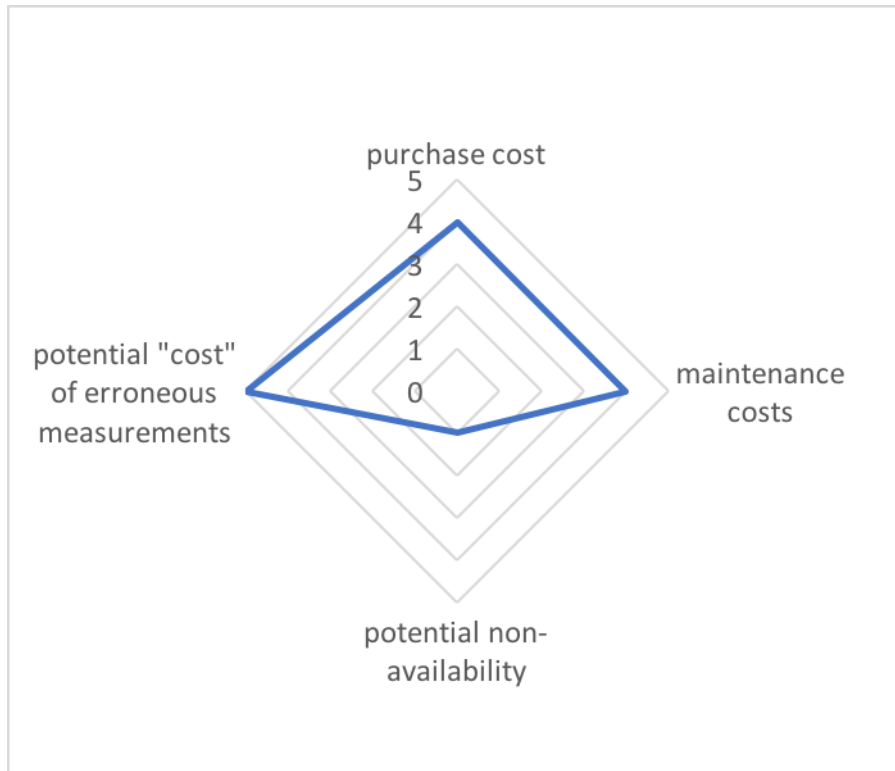 purchase cost
5
4
3
2
1
0
potential "cost"
of erroneous
measurements
maintenance
costs
potential non-
availability